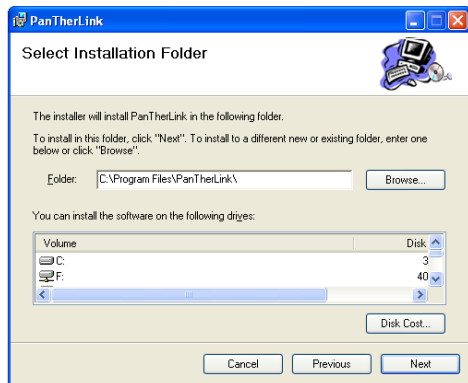 PanTherLink
Select Installation Folder
The installer will install PanTherLink in the following folder.
To install in this folder, click "Next". To install to a different new or existing folder, enter one
below or click "Browse".
Folder: C:\Program Files\PanTherLink\ Browse...
You can install the software on the following drives:
Volume Disk
C: 3
F: 40
Disk Cost...
Cancel Previous Next